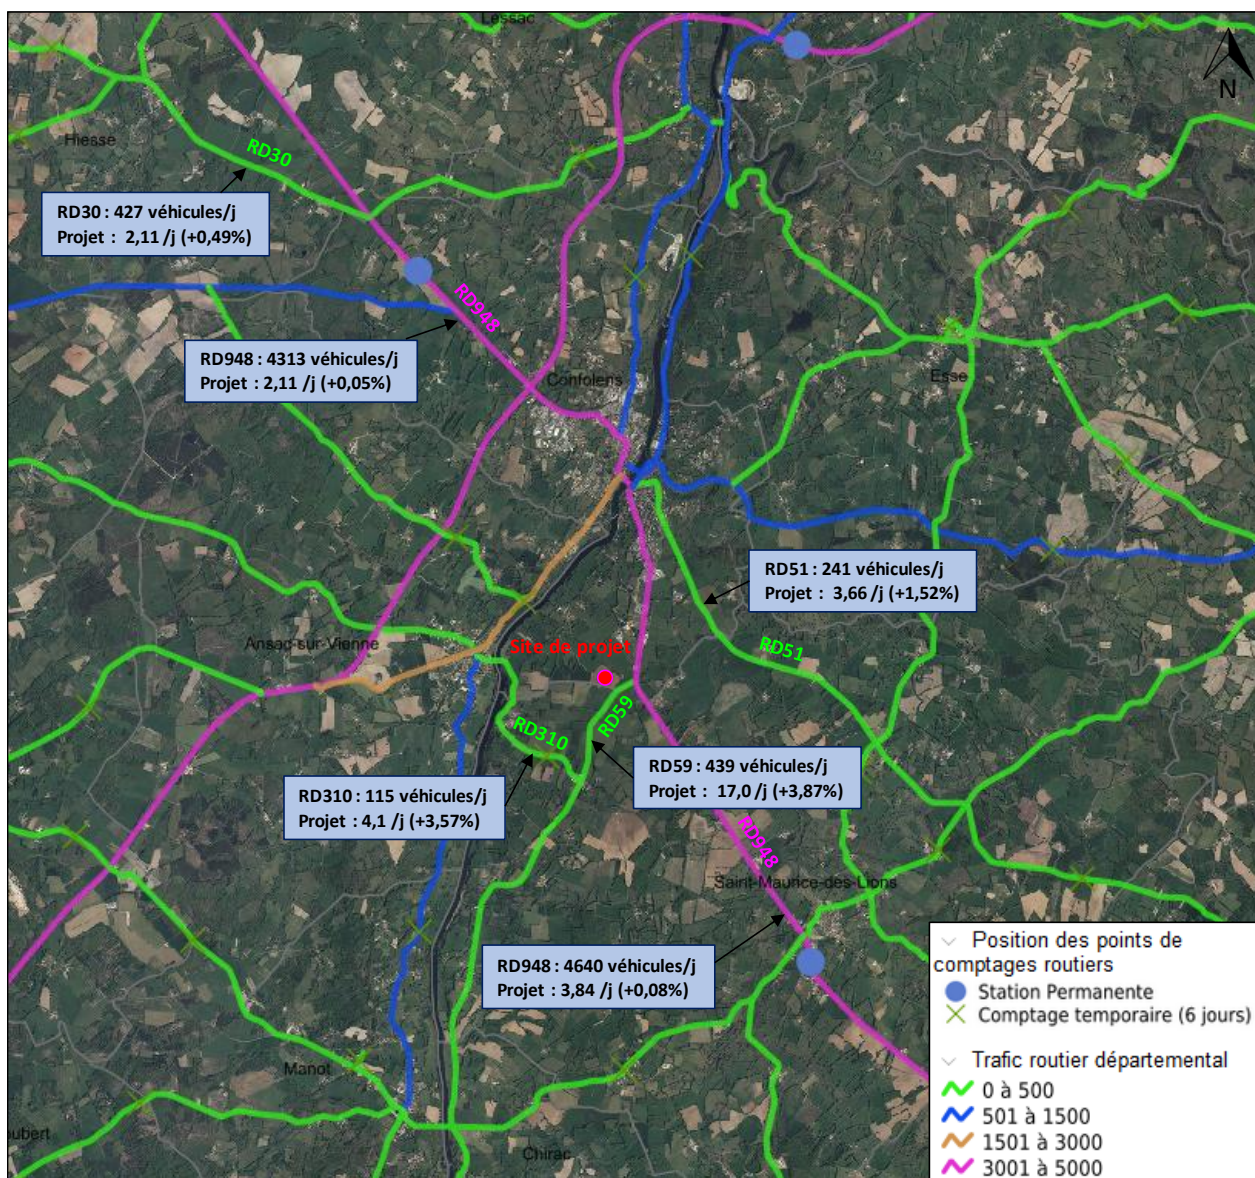 Lessac
N
Hiesse
RD30
RD30 : 427 véhicules/j
Projet : 2,11 /j (+0,49%)
RD948
RD948 : 4313 véhicules/j
Projet : 2,11 /j (+0,05%)
Confolens
Esse
RD51 : 241 véhicules/j
Projet : 3,66 /j (+1,52%)
Ansac-sur-Vienne
Site de projet
RD51
RD59
RD310
RD59 : 439 véhicules/j
Projet : 17,0 /j (+3,87%)
RD310 : 115 véhicules/j
Projet : 4,1 /j (+3,57%)
RD948
Saint-Maurice-des-Lions
RD948 : 4640 véhicules/j
Projet : 3,84 /j (+0,08%)
Manot
oubert
Chirac
Position des points de
comptages routiers
Station Permanente
Comptage temporaire (6 jours)
Trafic routier départemental
0 à 500
501 à 1500
1501 à 3000
3001 à 5000